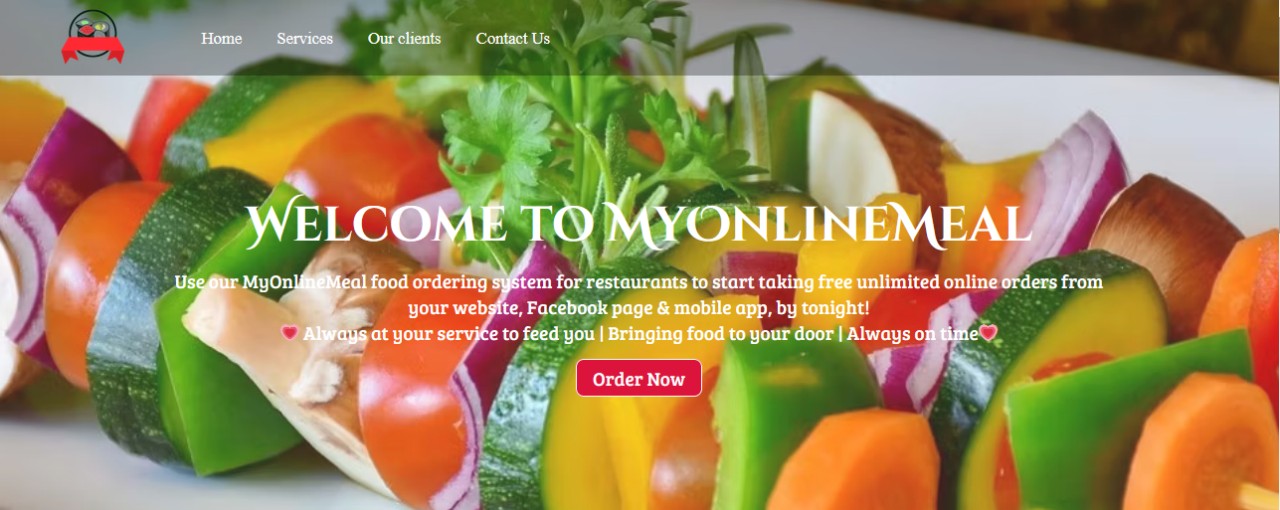 Home Services Our clients Contact Us
Welcome to MyOnlineMeal
Use our MyOnlineMeal food ordering system for restaurants to start taking free unlimited online orders from
your website, Facebook page & mobile app, by tonight!
💗 Always at your service to feed you | Bringing food to your door | Always on time💗
Order Now